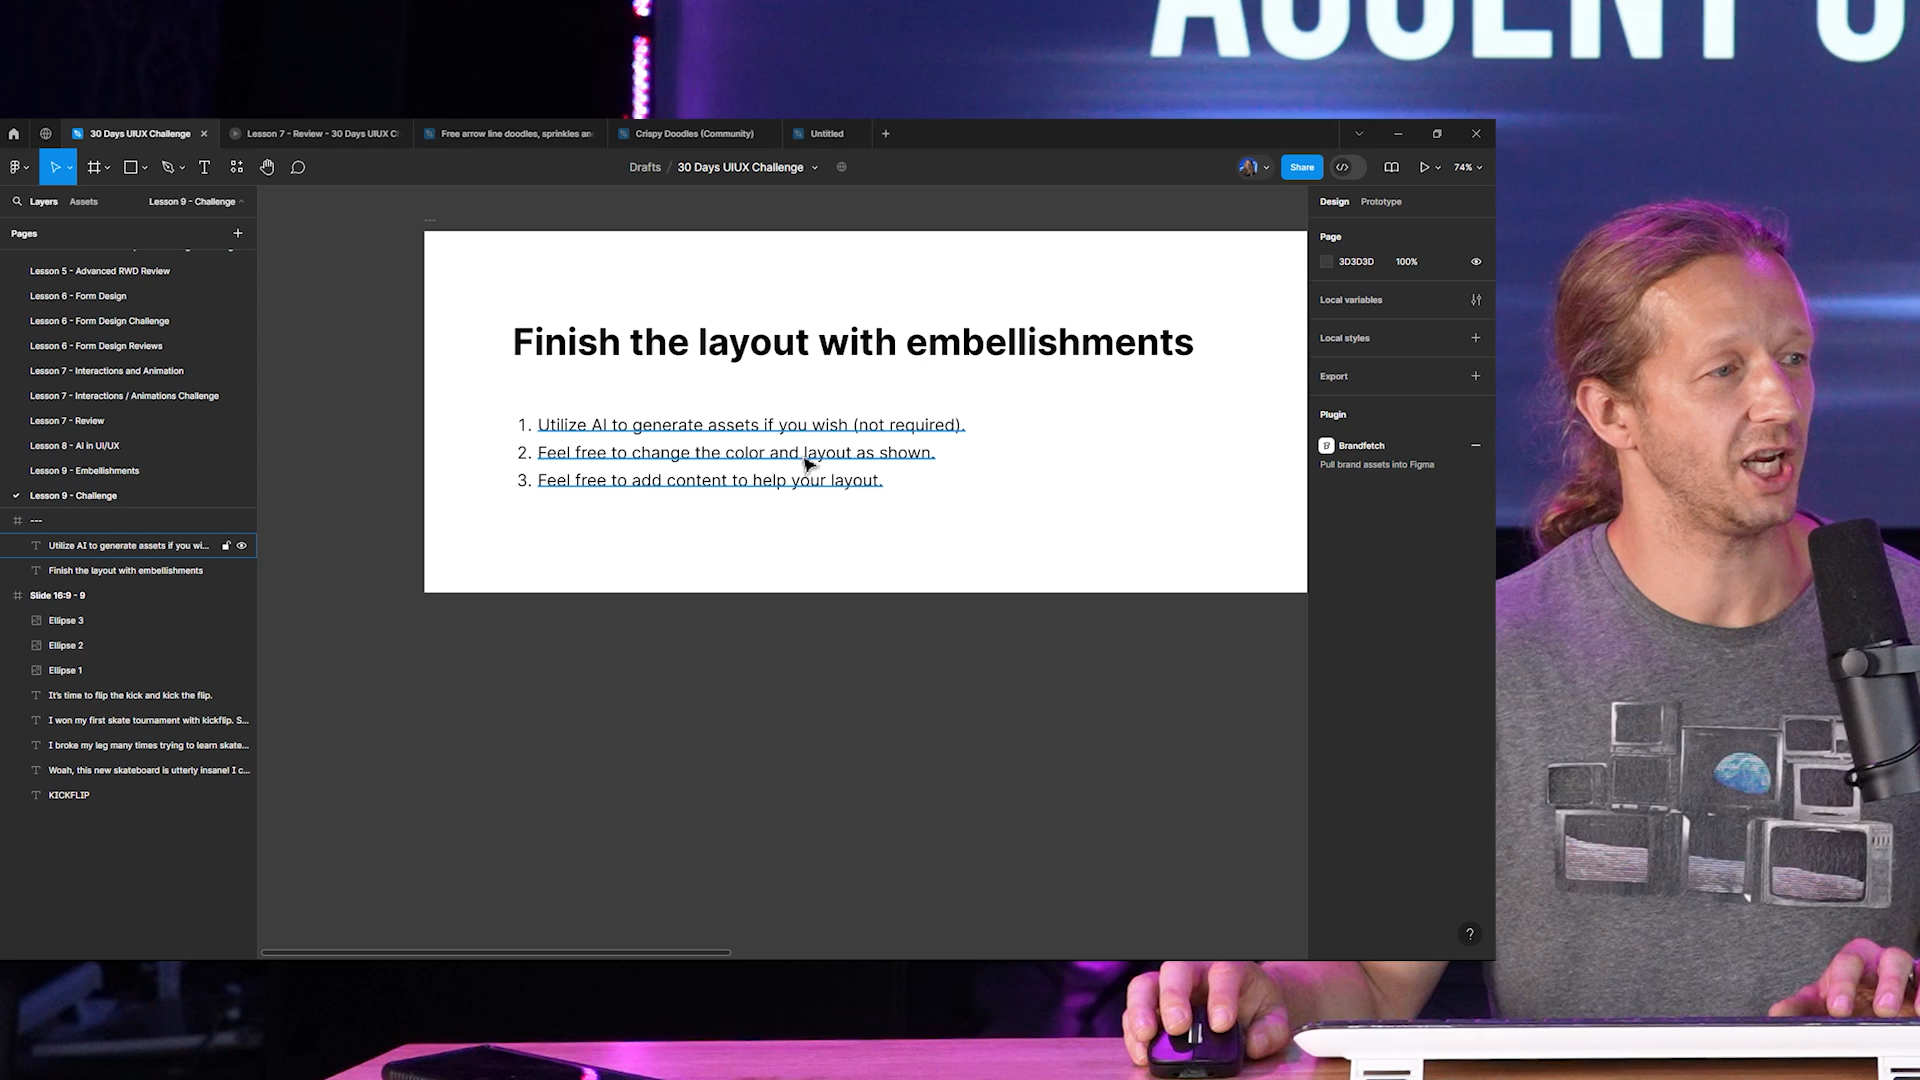 ACCENT
30 Days UIUX Challenge
Lesson 7 - Review - 30 Days UIUX C
Free arrow line doodles, sprinkles an
Crispy Doodles (Community)
Untitled
Drafts / 30 Days UIUX Challenge
Share
74%
Layers
Assets
Lesson 9 - Challenge
Design
Prototype
Pages
Lesson 5 - Advanced RWD Review
Lesson 6 - Form Design
Lesson 6 - Form Design Challenge
Lesson 6 - Form Design Reviews
Lesson 7 - Interactions and Animation
Lesson 7 - Interactions / Animations Challenge
Lesson 7 - Review
Lesson 8 - AI in UI/UX
Lesson 9 - Embellishments
Lesson 9 - Challenge
---
Utilize AI to generate assets if you wi...
Finish the layout with embellishments
Slide 16:9 - 9
Ellipse 3
Ellipse 2
Ellipse 1
It's time to flip the kick and kick the flip.
I won my first skate tournament with kickflip. S...
I broke my leg many times trying to learn skate...
Woah, this new skateboard is utterly insane! I c...
KICKFLIP
---
Finish the layout with embellishments
1. Utilize AI to generate assets if you wish (not required).
2. Feel free to change the color and layout as shown.
3. Feel free to add content to help your layout.
Page
3D3D3D 100%
Local variables
Local styles
Export
Plugin
Brandfetch
Pull brand assets into Figma
?